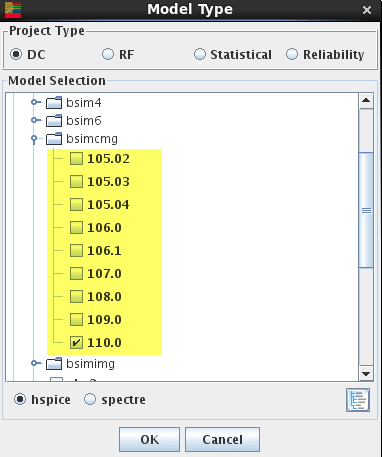 Model Type
Project Type
DC RF Statistical Reliability
Model Selection
bsim4
bsim6
bsimcmg
105.02
105.03
105.04
106.0
106.1
107.0
108.0
109.0
110.0
bsimimg
hspice spectre
OK Cancel